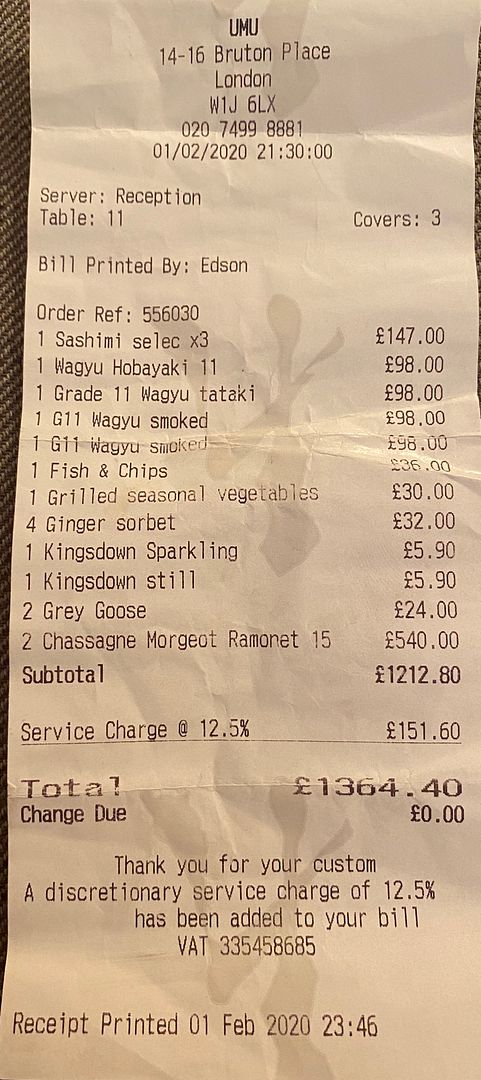 UMU
14-16 Bruton Place
London
W1J 6LX
020 7499 8881
01/02/2020 21:30:00
Server: Reception
Table: 11 Covers: 3
Bill Printed By: Edson
Order Ref: 556030
1 Sashimi selec x3 £147.00
1 Wagyu Hobayaki 11 £98.00
1 Grade 11 Wagyu tataki £98.00
1 G11 Wagyu smoked £98.00
1 G11 Wagyu smoked £98.00
1 Fish & Chips £36.00
1 Grilled seasonal vegetables £30.00
4 Ginger sorbet £32.00
1 Kingsdown Sparkling £5.90
1 Kingsdown still £5.90
2 Grey Goose £24.00
2 Chassagne Morgeot Ramonet 15 £540.00
Subtotal £1212.80
Service Charge @ 12.5% £151.60
Total £1364.40
Change Due £0.00
Thank you for your custom
A discretionary service charge of 12.5%
has been added to your bill
VAT 335458685
Receipt Printed 01 Feb 2020 23:46